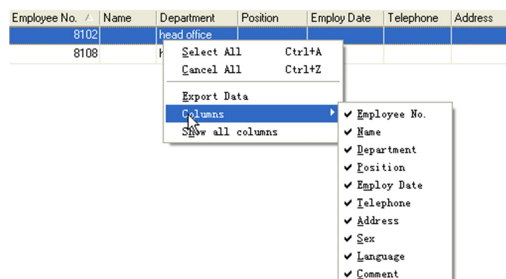 Employee No. Name Department Position Employ Date Telephone Address
8102 head office
8108 h
Select All Ctrl+A
Cancel All Ctrl+Z
Export Data
Columns
Show all columns
Employee No.
Name
Department
Position
Employ Date
Telephone
Address
Sex
Language
Comment